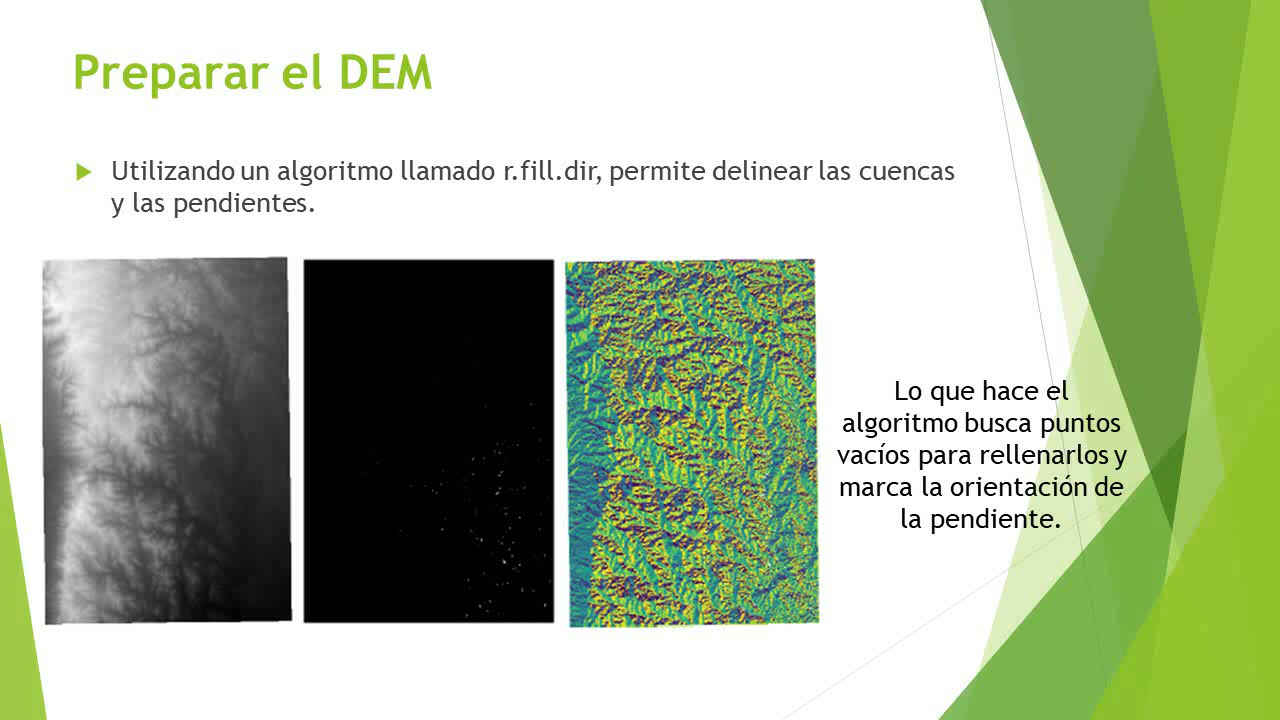 Preparar el DEM
Utilizando un algoritmo llamado r.fill.dir, permite delinear las cuencas
y las pendientes.
Lo que hace el
algoritmo busca puntos
vacíos para rellenarlos y
marca la orientación de
la pendiente.